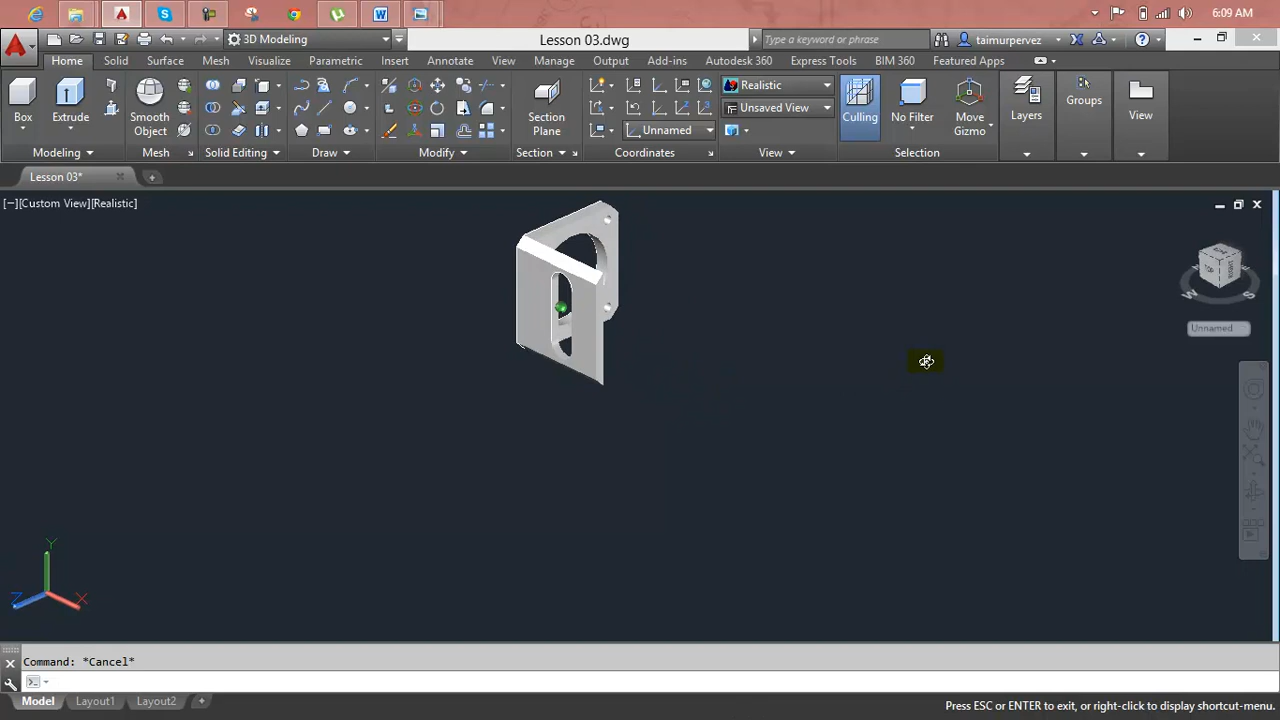 6:09 AM
3D Modeling
Lesson 03.dwg
Type a keyword or phrase
taimurpervez
Home Solid Surface Mesh Visualize Parametric Insert Annotate View Manage Output Add-ins Autodesk 360 Express Tools BIM 360 Featured Apps
Realistic
Unsaved View
Unnamed
Box
Extrude
Smooth
Object
Section
Plane
Culling
No Filter
Move
Gizmo
Layers
Groups
View
Modeling Mesh Solid Editing Draw Modify Section Coordinates View Selection
Lesson 03*
[−][Custom View][Realistic]
TOP
W
S
Unnamed
Y
Z
X
Command: *Cancel*
Model Layout1 Layout2
Press ESC or ENTER to exit, or right-click to display shortcut-menu.